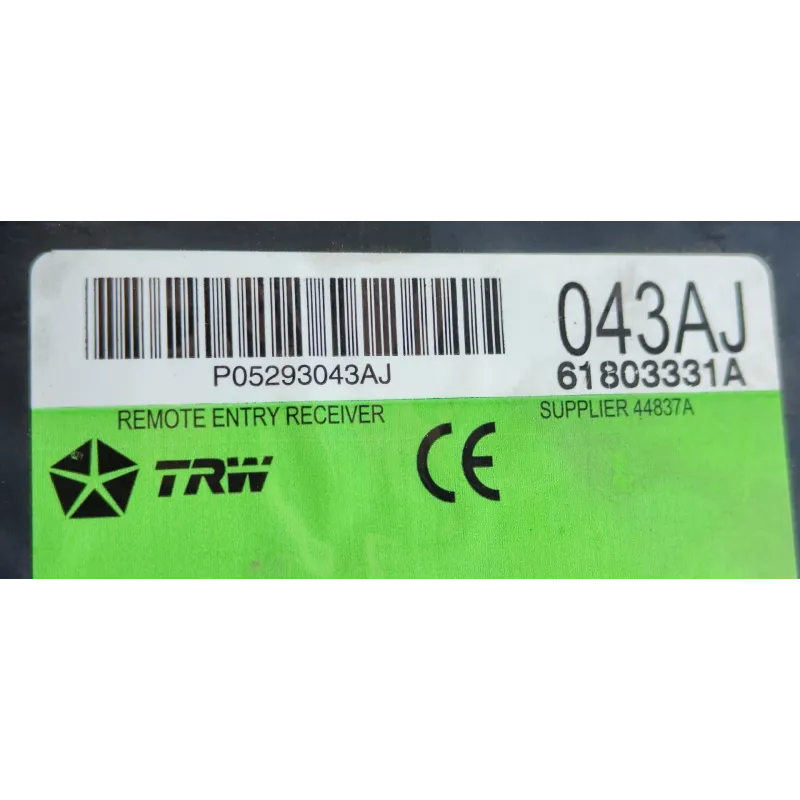 P05293043AJ
043AJ
61803331A
REMOTE ENTRY RECEIVER
SUPPLIER 44837A
TRW
CE